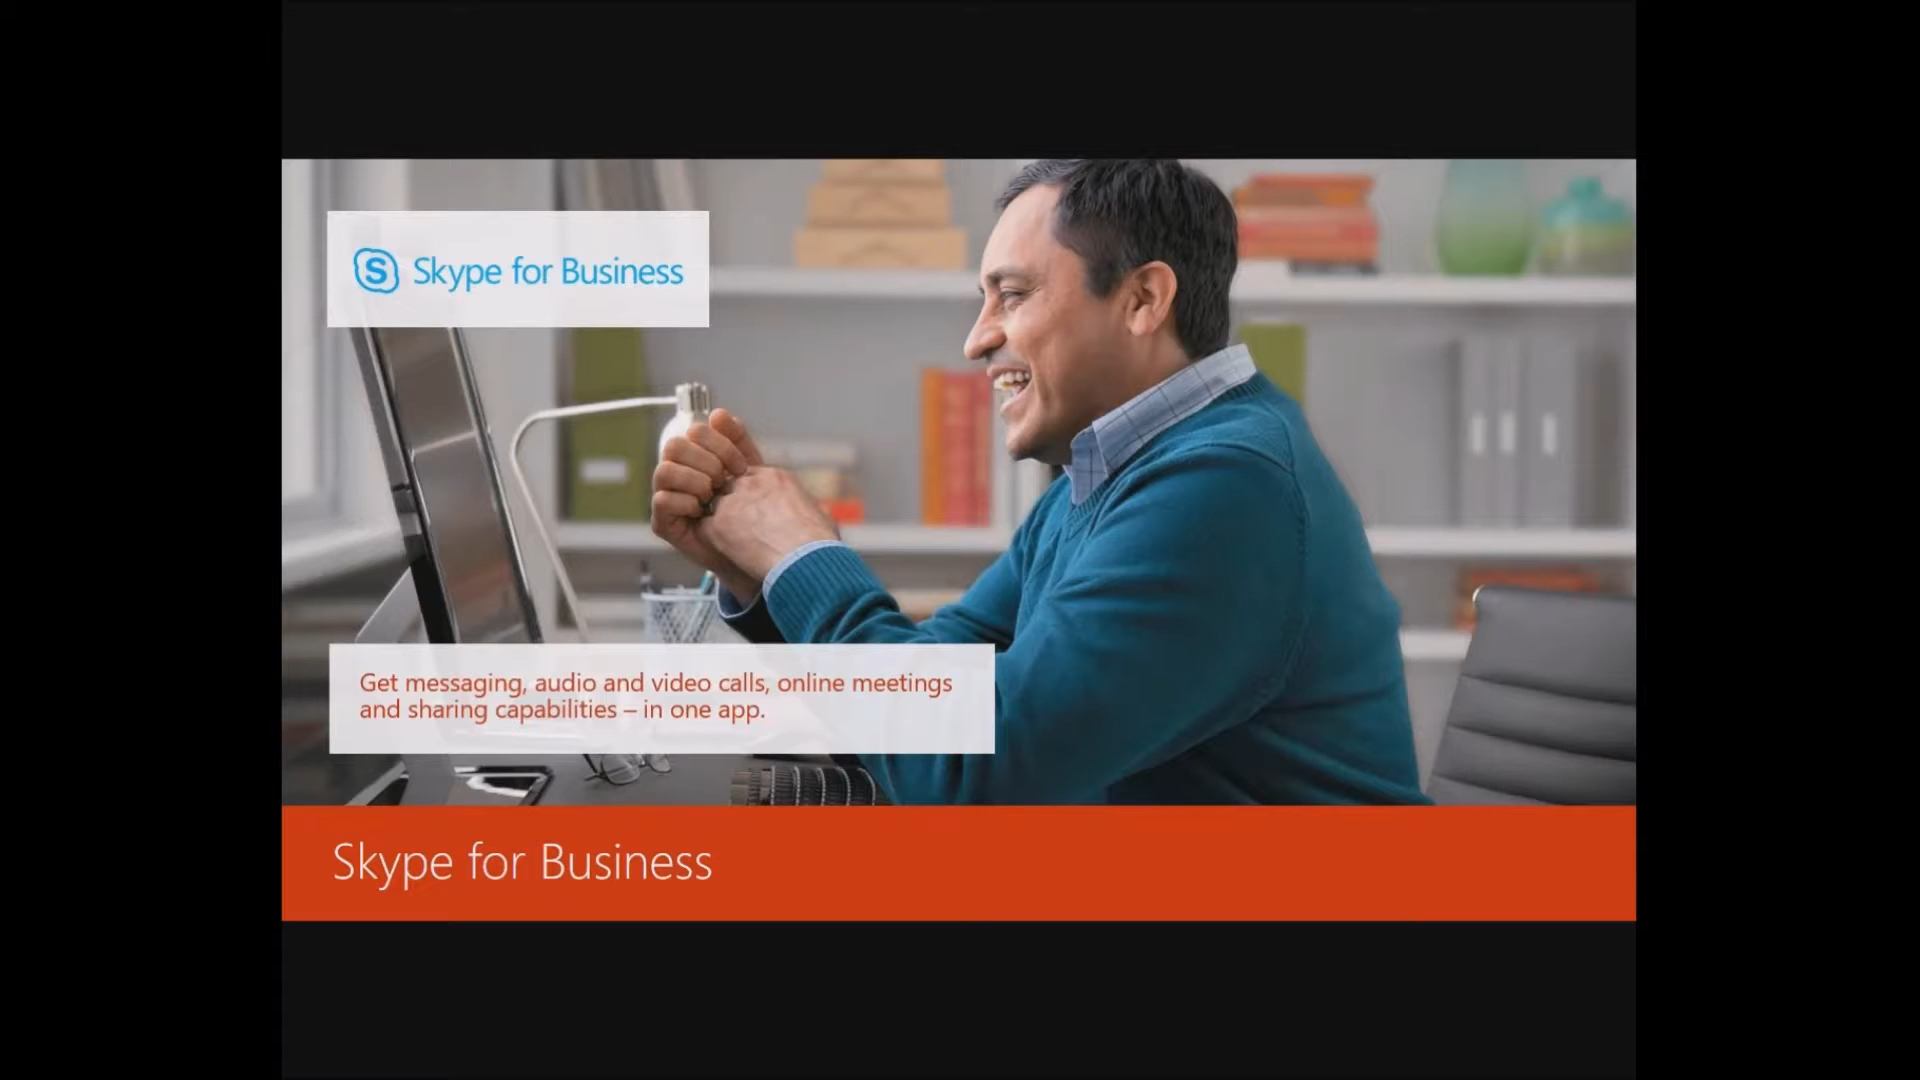 Skype for Business
Get messaging, audio and video calls, online meetings
and sharing capabilities – in one app.
Skype for Business